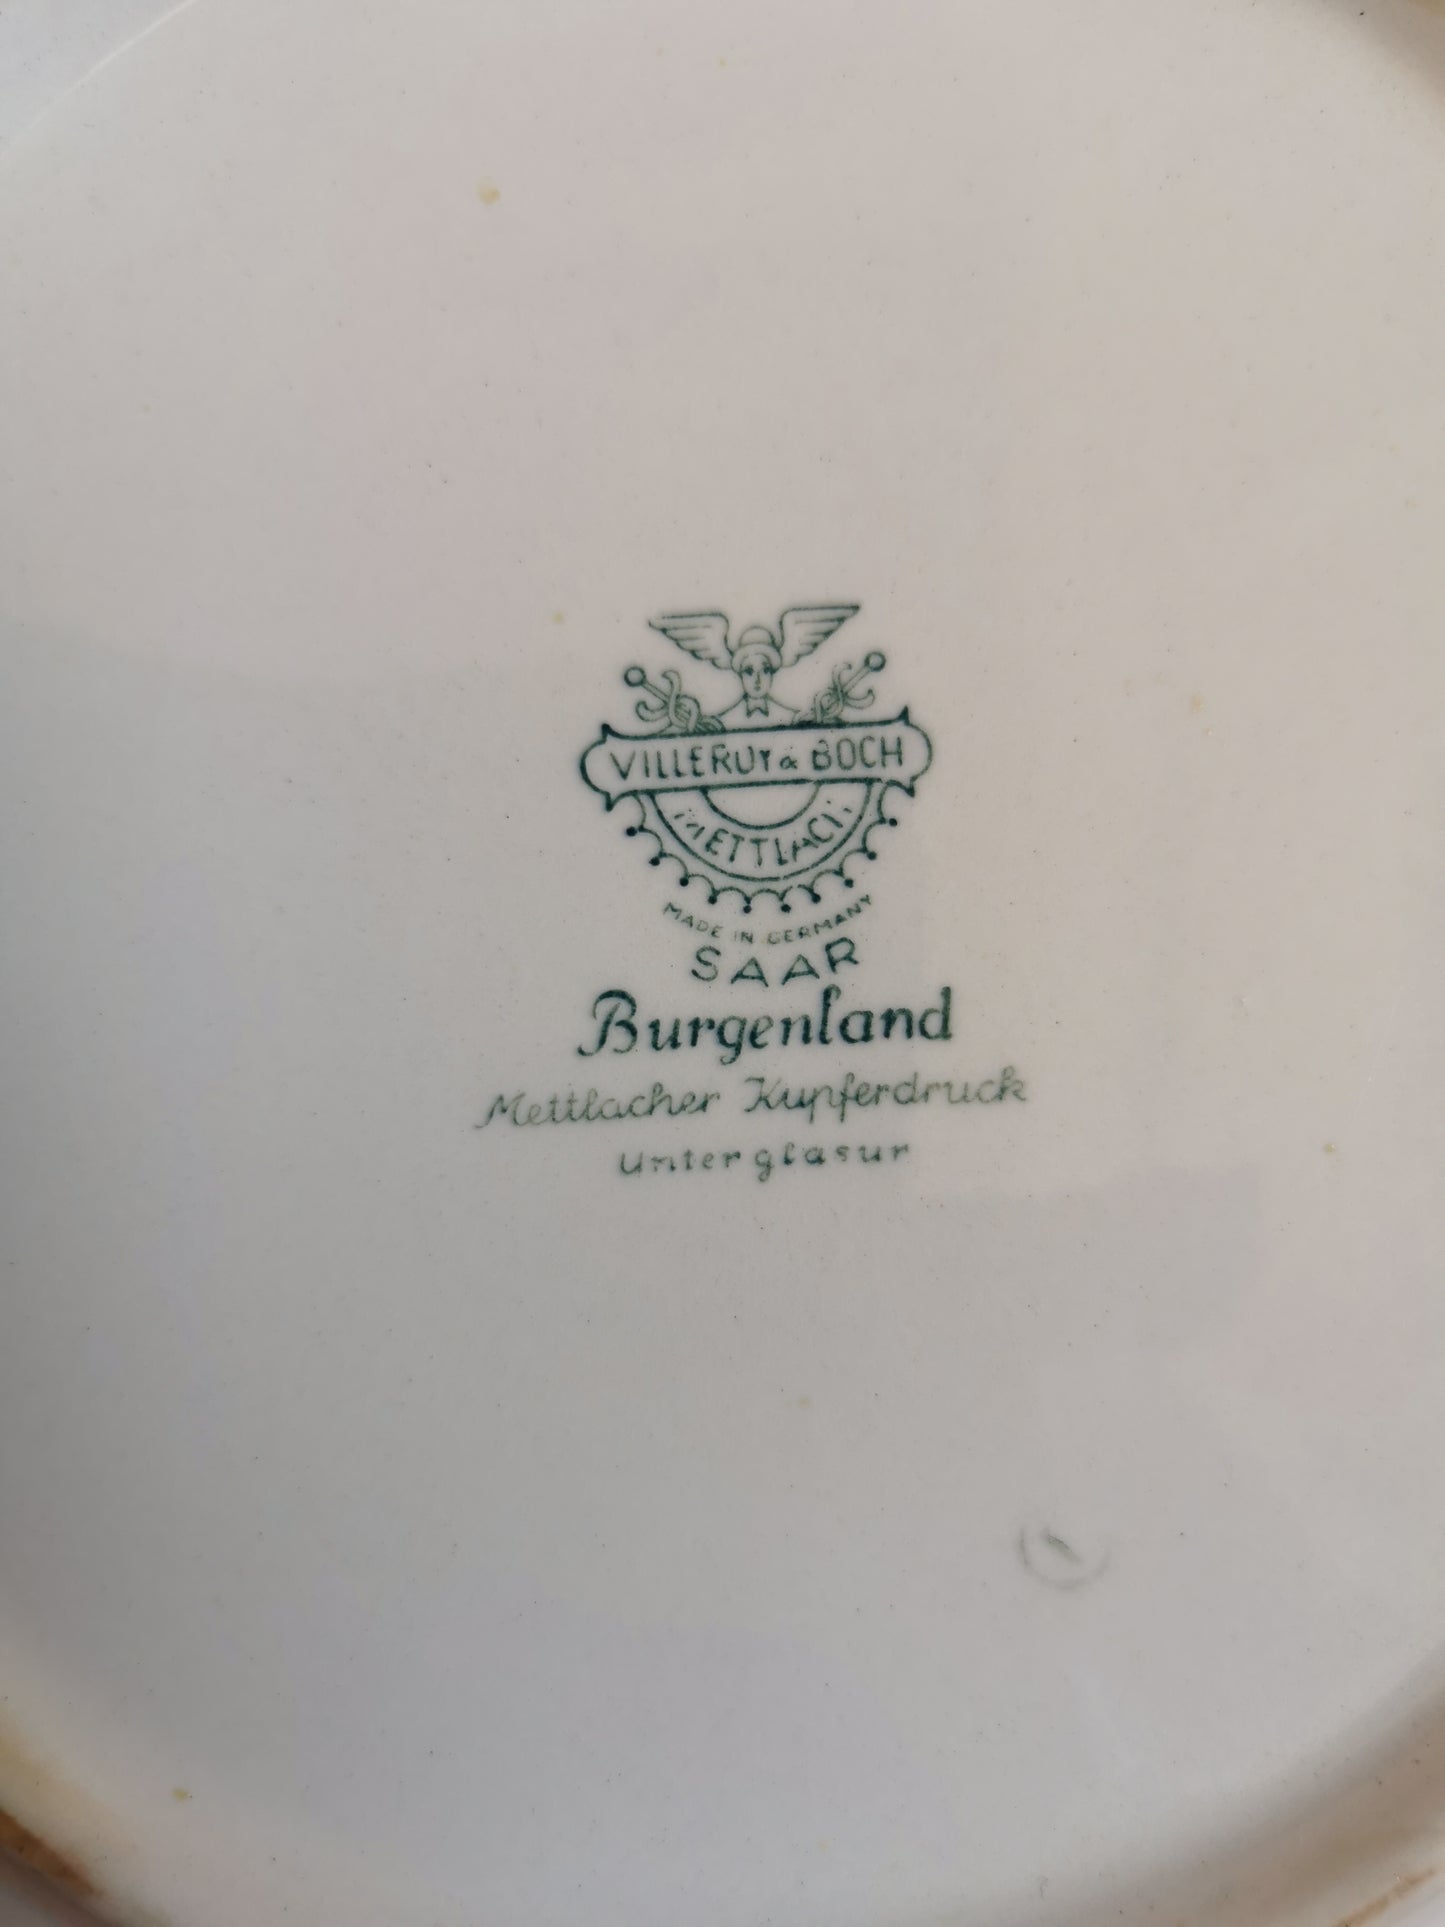 VILLEROY & BOCH
METTLACH
MADE IN GERMANY
SAAR
Burgenland
Mettlacher Kupferdruck
Unterglasur